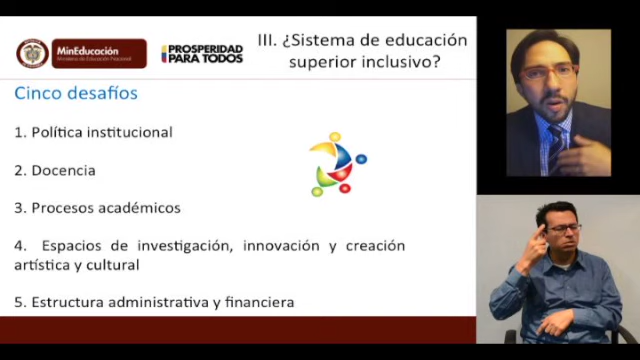 MinEducación
Ministerio de Educación Nacional
PROSPERIDAD
PARA TODOS
III. ¿Sistema de educación
superior inclusivo?
Cinco desafíos
1. Política institucional
2. Docencia
3. Procesos académicos
4. Espacios de investigación, innovación y creación
artística y cultural
5. Estructura administrativa y financiera